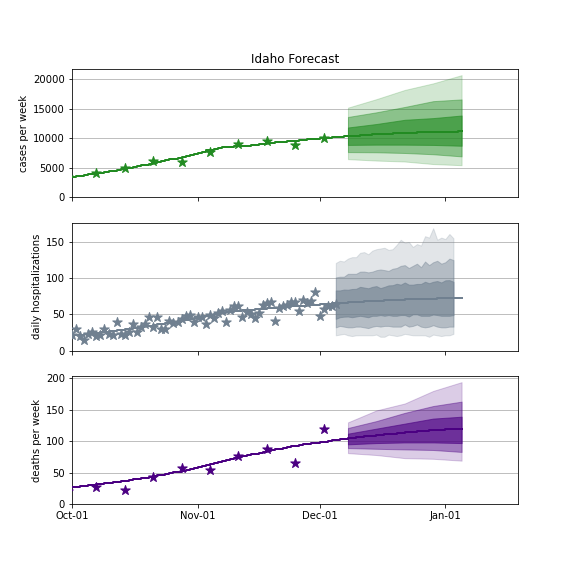 Idaho Forecast
cases per week
20000
15000
10000
5000
0
daily hospitalizations
150
100
50
0
deaths per week
200
150
100
50
0
Oct-01 Nov-01 Dec-01 Jan-01